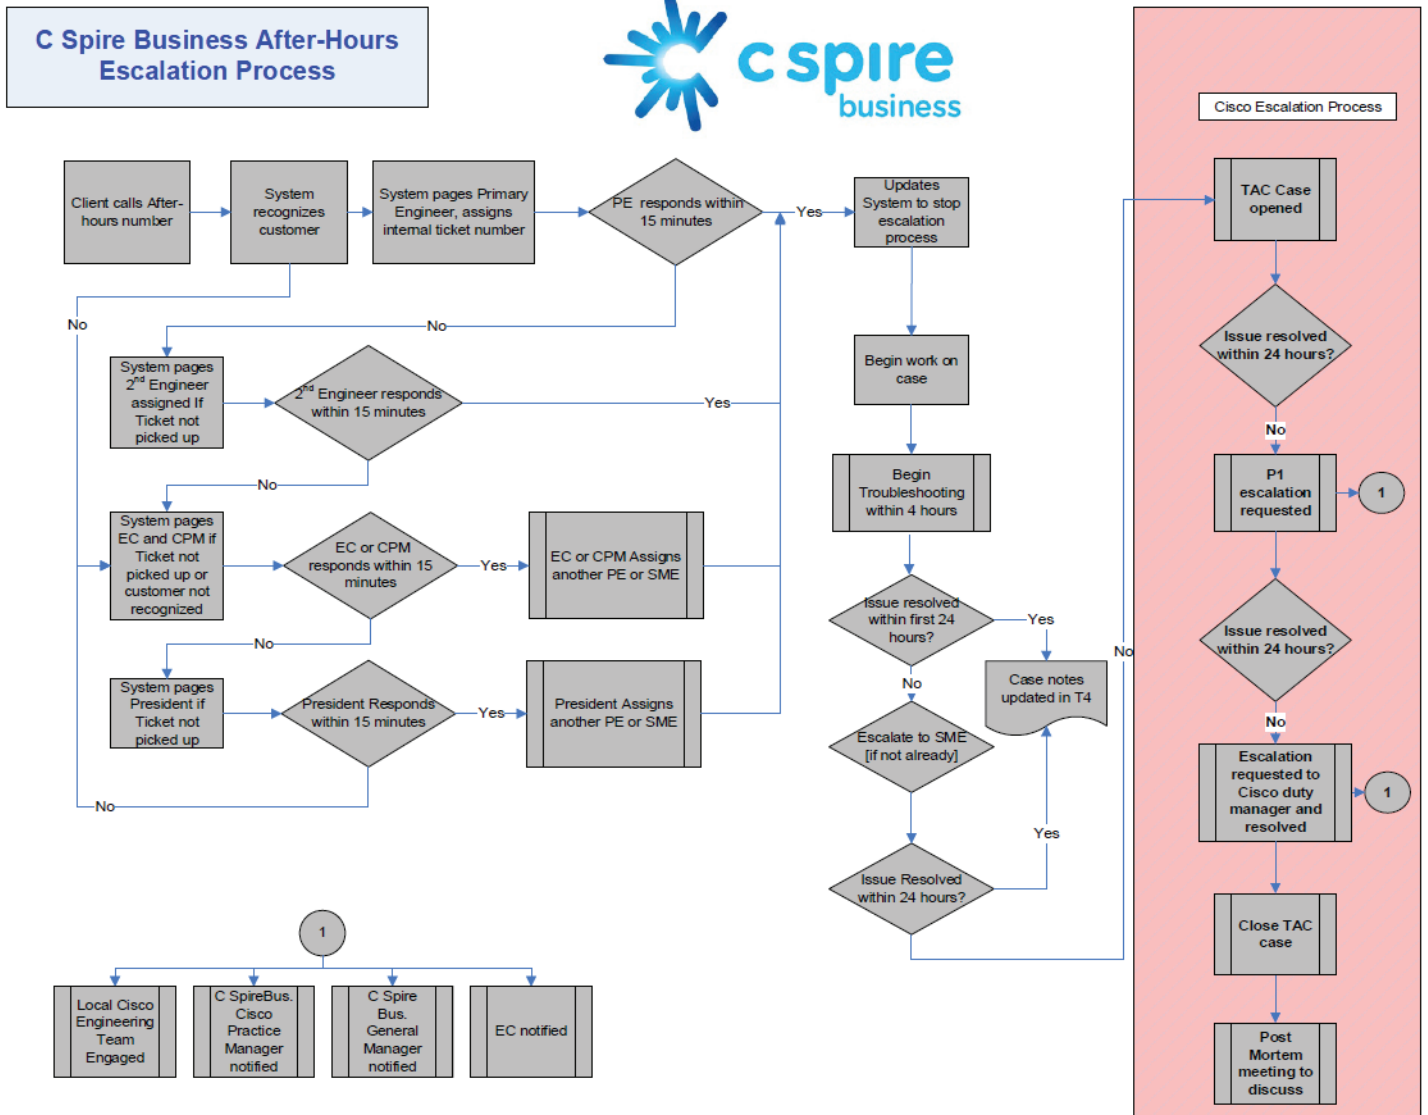 C Spire Business After-Hours
Escalation Process
c spire
business
Cisco Escalation Process
Client calls After-
hours number
System
recognizes
customer
System pages Primary
Engineer, assigns
internal ticket number
PE responds within
15 minutes
Yes
Updates
System to stop
escalation
process
TAC Case
opened
No
No
System pages
2nd Engineer
assigned If
Ticket not
picked up
2nd Engineer responds
within 15 minutes
Yes
Begin work on
case
Issue resolved
within 24 hours?
No
No
System pages
EC and CPM if
Ticket not
picked up or
customer not
recognized
EC or CPM
responds within 15
minutes
Yes
EC or CPM Assigns
another PE or SME
Begin
Troubleshooting
within 4 hours
P1
escalation
requested
1
Issue resolved
within first 24
hours?
Yes
No
Issue resolved
within 24 hours?
No
System pages
President if
Ticket not
picked up
President Responds
within 15 minutes
Yes
President Assigns
another PE or SME
No
Case notes
updated in T4
Escalate to SME
[if not already]
No
Escalation
requested to
Cisco duty
manager and
resolved
1
No
Yes
Issue Resolved
within 24 hours?
Close TAC
case
1
Local Cisco
Engineering
Team
Engaged
C SpireBus.
Cisco
Practice
Manager
notified
C Spire
Bus.
General
Manager
notified
EC notified
Post
Mortem
meeting to
discuss